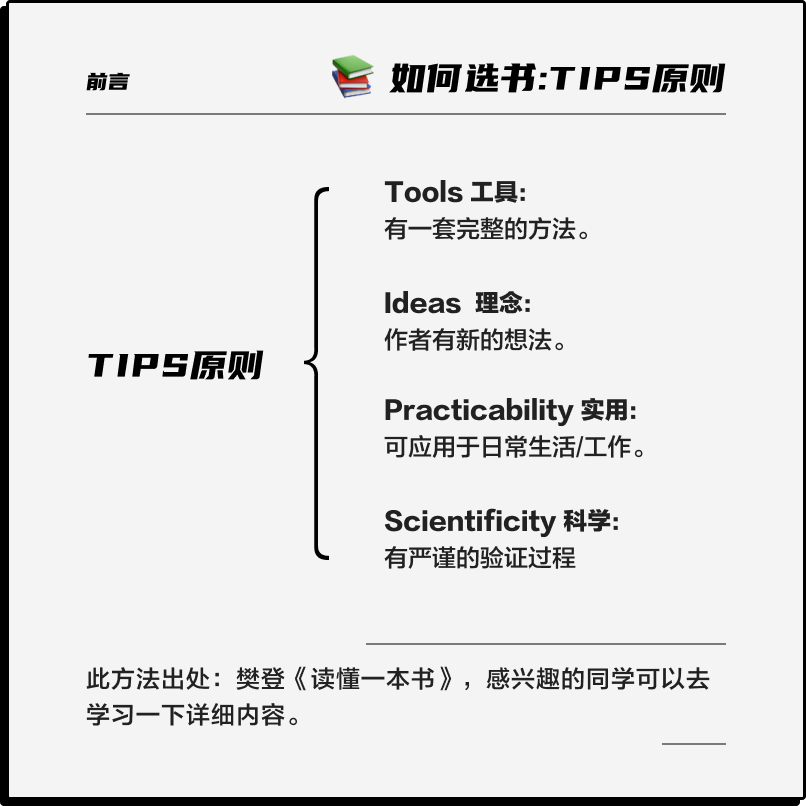 前言
如何选书:TIPS原则
TIPS原则
Tools 工具:
有一套完整的方法。
Ideas 理念:
作者有新的想法。
Practicability 实用:
可应用于日常生活/工作。
Scientificity 科学:
有严谨的验证过程
此方法出处：樊登《读懂一本书》，感兴趣的同学可以去
学习一下详细内容。